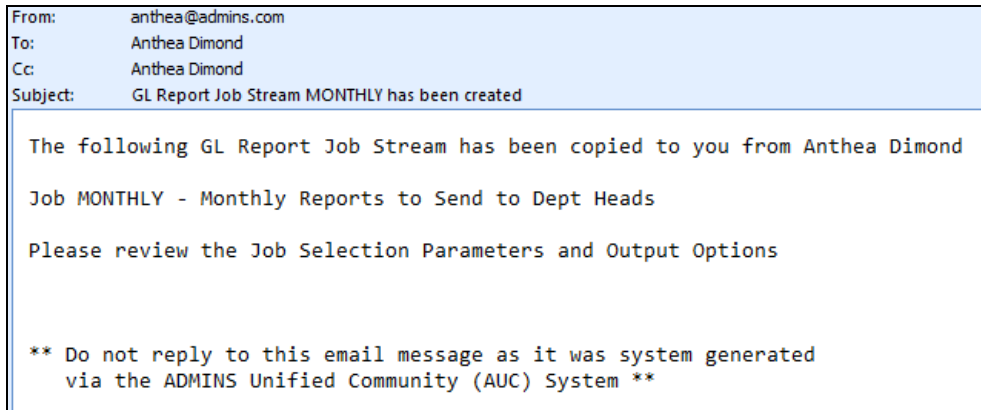 From: anthea@admins.com
To: Anthea Dimond
Cc: Anthea Dimond
Subject: GL Report Job Stream MONTHLY has been created
The following GL Report Job Stream has been copied to you from Anthea Dimond
Job MONTHLY - Monthly Reports to Send to Dept Heads
Please review the Job Selection Parameters and Output Options
** Do not reply to this email message as it was system generated
via the ADMINS Unified Community (AUC) System **